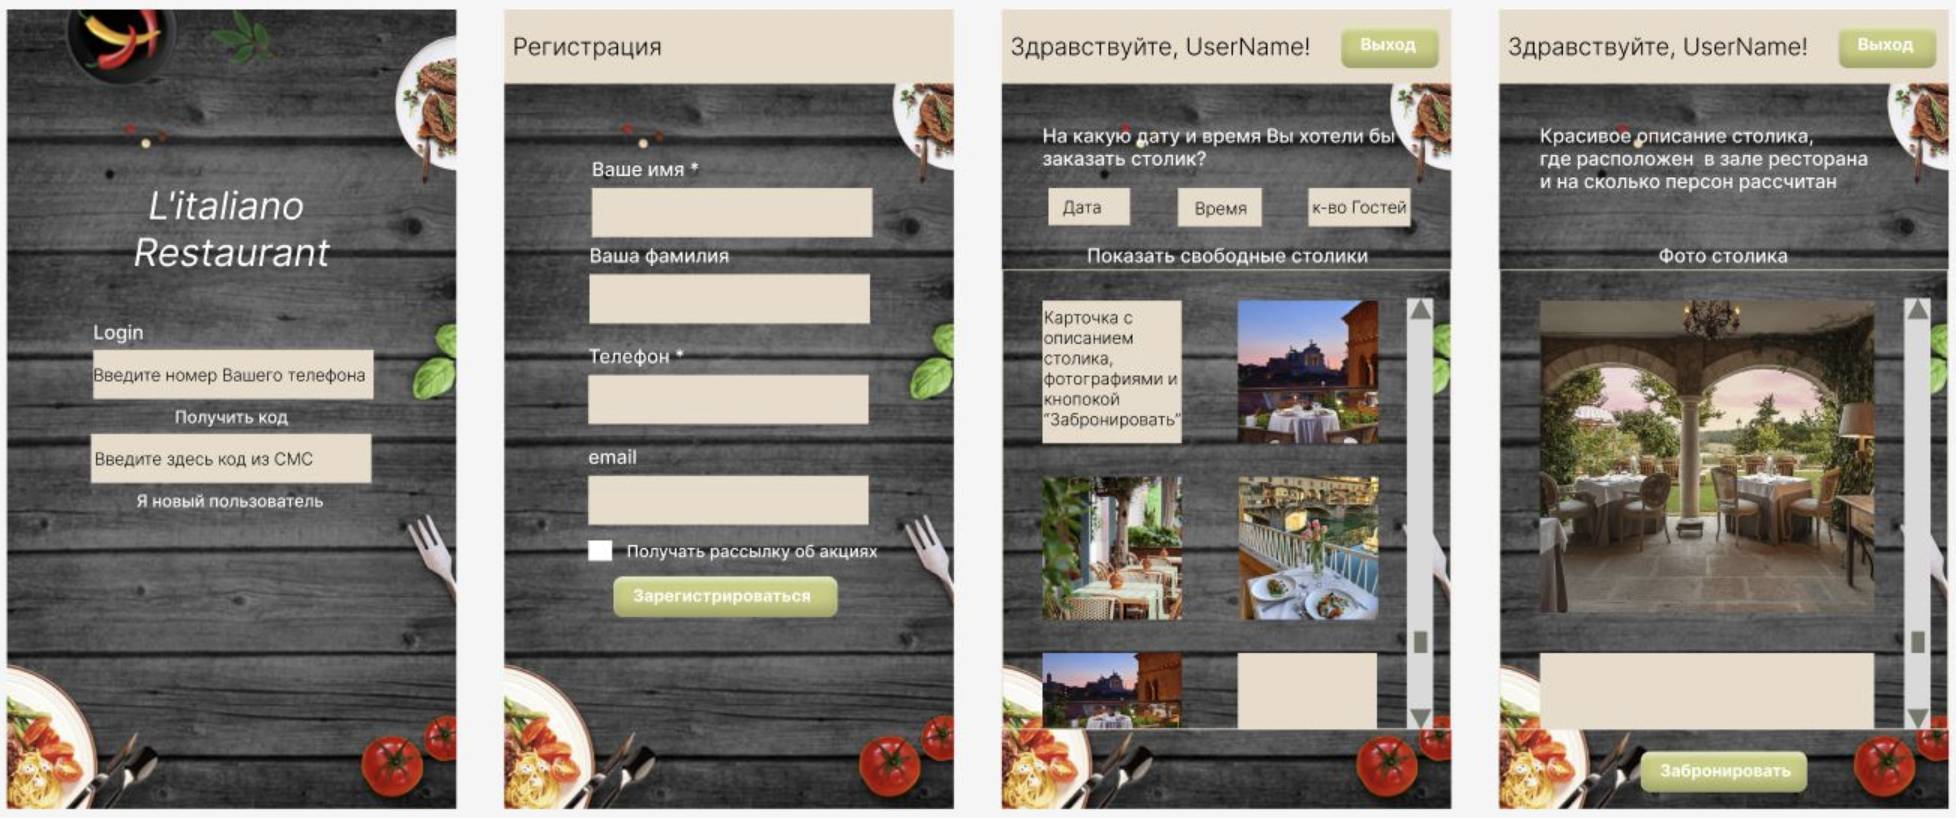 L'italiano
Restaurant
Login
Введите номер Вашего телефона
Получить код
Введите здесь код из СМС
Я новый пользователь
Регистрация
Ваше имя *
Ваша фамилия
Телефон *
email
Получать рассылку об акциях
Зарегистрироваться
Здравствуйте, UserName!
Выход
На какую дату и время Вы хотели бы
заказать столик?
Дата
Время
к-во Гостей
Показать свободные столики
Карточка с
описанием
столика,
фотографиями и
кнопокой
“Забронировать”
Здравствуйте, UserName!
Выход
Красивое описание столика,
где расположен в зале ресторана
и на сколько персон рассчитан
Фото столика
Забронировать